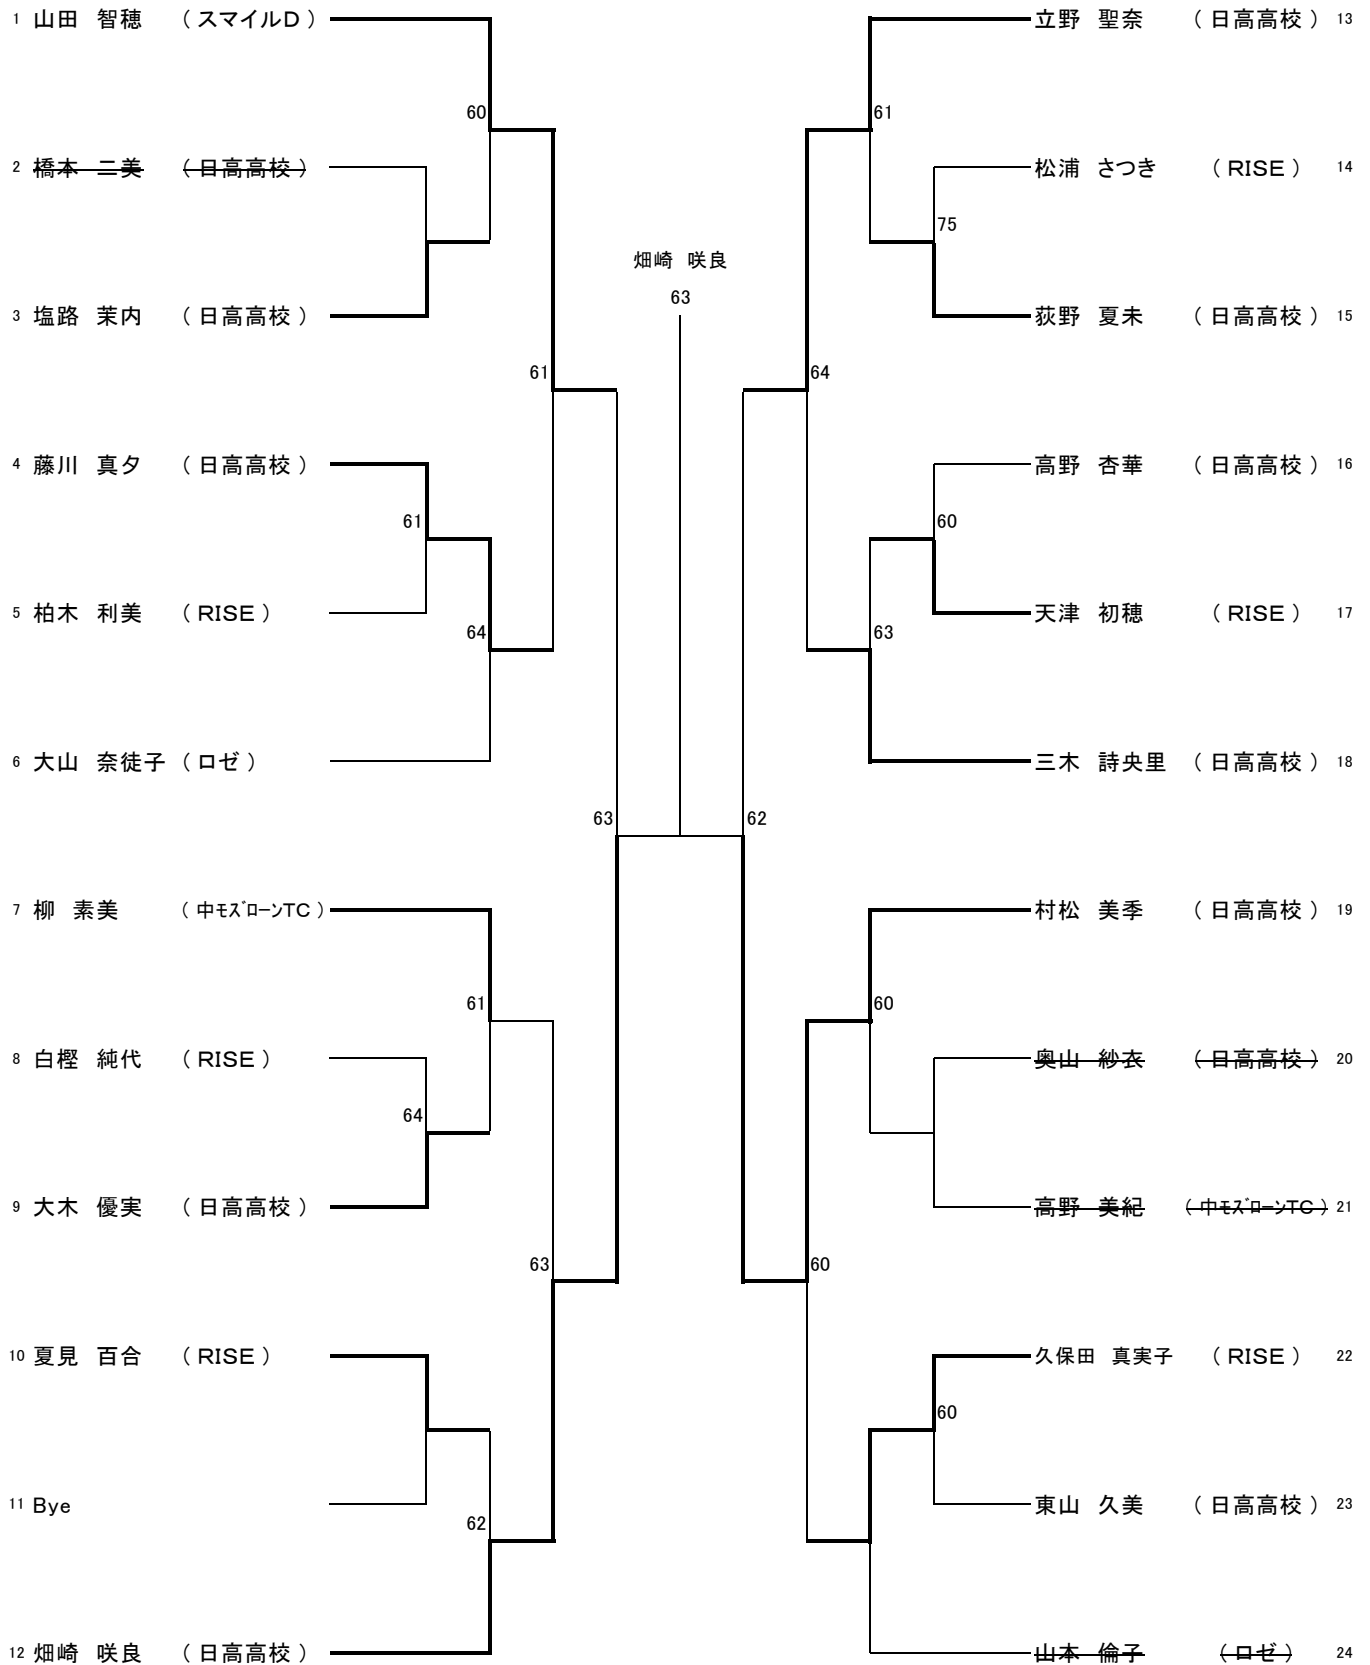 1 山田 智穂 （ スマイルD ）
60
2 橋本 二美 （ 日高高校 ）
3 塩路 茉内 （ 日高高校 ）
61
4 藤川 真夕 （ 日高高校 ）
61
5 柏木 利美 （ RISE ）
64
6 大山 奈徒子 （ ロゼ ）
63
7 柳 素美 （ 中モズローンTC ）
61
8 白樫 純代 （ RISE ）
64
9 大木 優実 （ 日高高校 ）
63
10 夏見 百合 （ RISE ）
11 Bye
62
12 畑崎 咲良 （ 日高高校 ）
畑崎 咲良
63
立野 聖奈 （ 日高高校 ） 13
61
松浦 さつき （ RISE ） 14
75
荻野 夏未 （ 日高高校 ） 15
64
高野 杏華 （ 日高高校 ） 16
60
天津 初穂 （ RISE ） 17
63
三木 詩央里 （ 日高高校 ） 18
62
村松 美季 （ 日高高校 ） 19
60
奥山 紗衣 （ 日高高校 ） 20
高野 美紀 （ 中モズローンTC ） 21
60
久保田 真実子 （ RISE ） 22
60
東山 久美 （ 日高高校 ） 23
山本 倫子 （ ロゼ ） 24